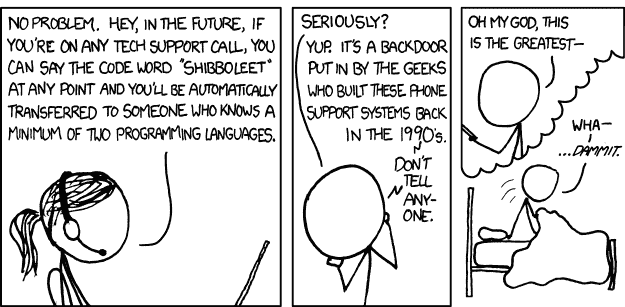 NO PROBLEM. HEY, IN THE FUTURE, IF
YOU'RE ON ANY TECH SUPPORT CALL, YOU
CAN SAY THE CODE WORD "SHIBBOLEET"
AT ANY POINT AND YOU'LL BE AUTOMATICALLY
TRANSFERRED TO SOMEONE WHO KNOWS A
MINIMUM OF TWO PROGRAMMING LANGUAGES.
SERIOUSLY?
YUP. IT'S A BACKDOOR
PUT IN BY THE GEEKS
WHO BUILT THESE PHONE
SUPPORT SYSTEMS BACK
IN THE 1990's.
DON'T
TELL
ANY-
ONE.
OH MY GOD, THIS
IS THE GREATEST—
WHA—
...DAMMIT.